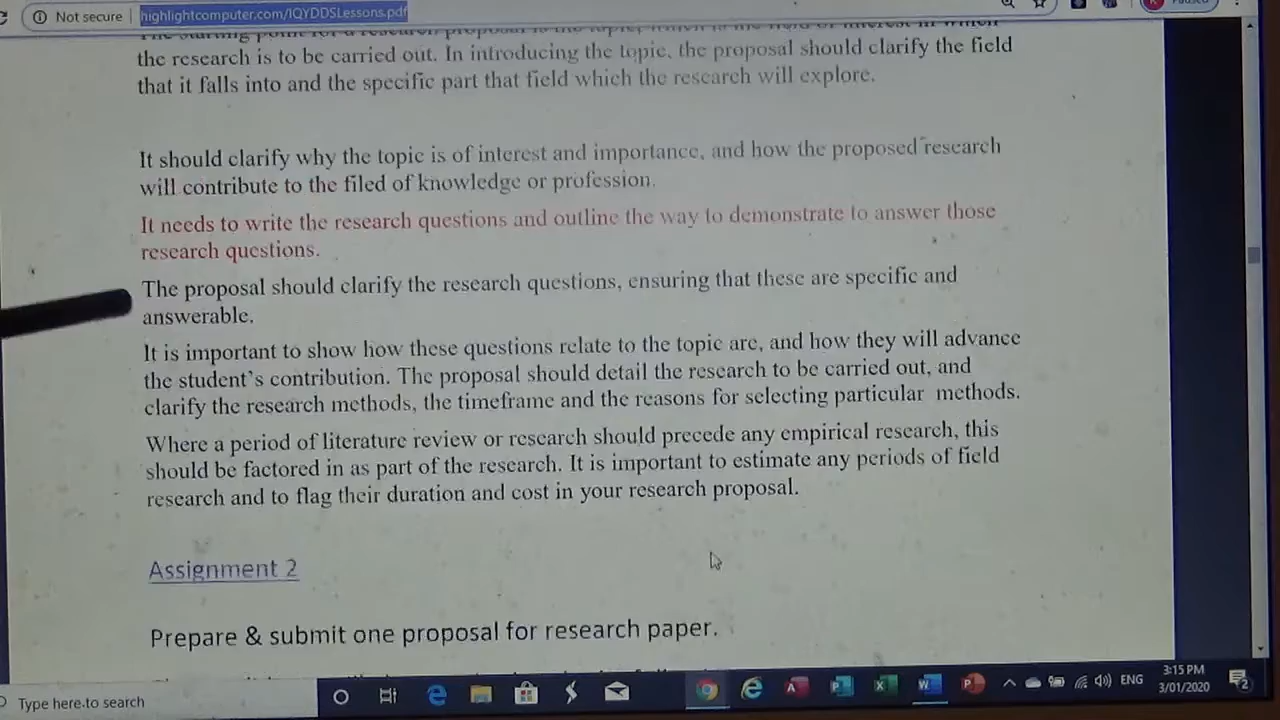 Not secure
highlightcomputer.com/IQYDDSLessons.pdf
the research is to be carried out. In introducing the topic, the proposal should clarify the field
that it falls into and the specific part that field which the research will explore.
It should clarify why the topic is of interest and importance, and how the proposed research
will contribute to the filed of knowledge or profession.
It needs to write the research questions and outline the way to demonstrate to answer those
research questions.
The proposal should clarify the research questions, ensuring that these are specific and
answerable.
It is important to show how these questions relate to the topic are, and how they will advance
the student's contribution. The proposal should detail the research to be carried out, and
clarify the research methods, the timeframe and the reasons for selecting particular methods.
Where a period of literature review or research should precede any empirical research, this
should be factored in as part of the research. It is important to estimate any periods of field
research and to flag their duration and cost in your research proposal.
Assignment 2
Prepare & submit one proposal for research paper.
3:15 PM
Type here to search
ENG
3/01/2020
2